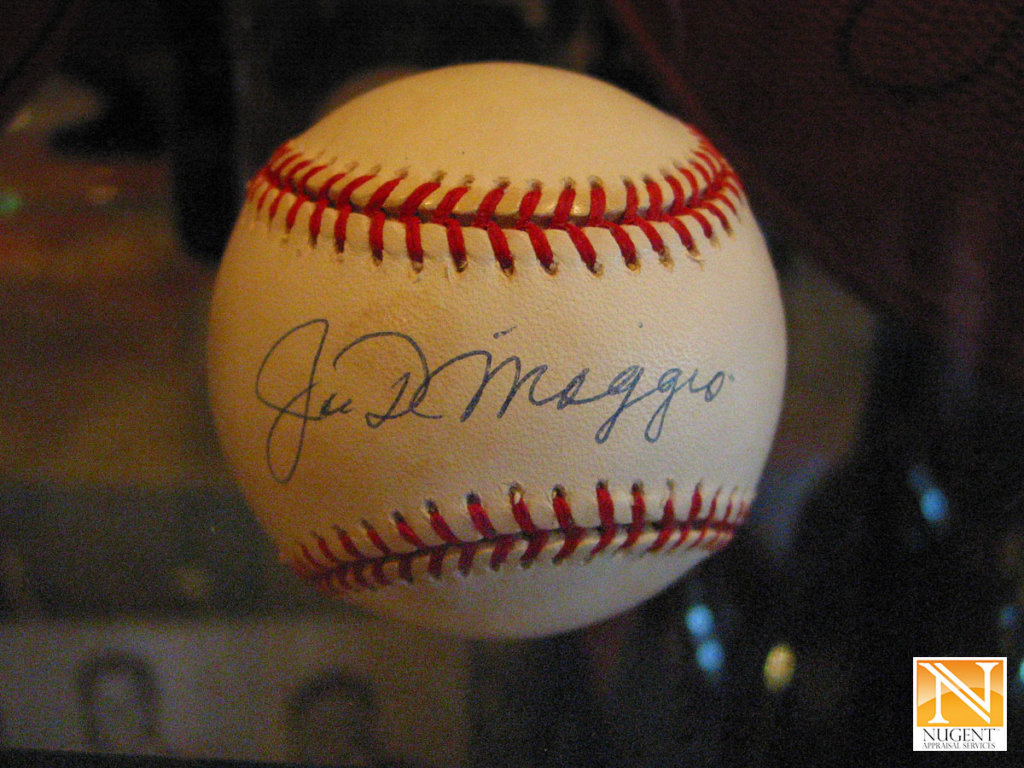 Joe DiMaggio
N
NUGENT
APPRAISAL SERVICES